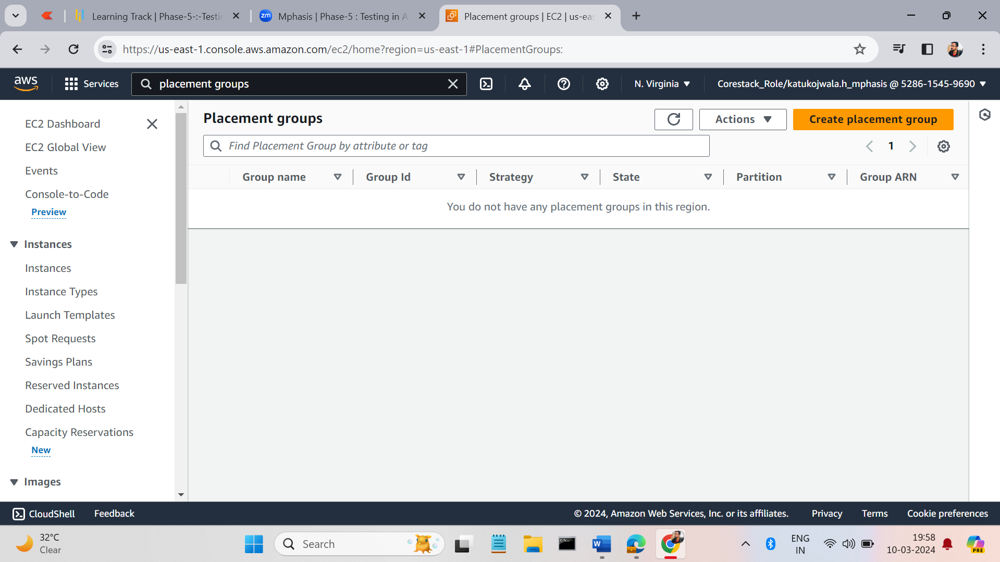 Learning Track | Phase-5-:-Testi
zm Mphasis | Phase-5 : Testing in A
Placement groups | EC2 | us-eas
https://us-east-1.console.aws.amazon.com/ec2/home?region=us-east-1#PlacementGroups:
aws
Services
placement groups
N. Virginia
Corestack_Role/katukojwala.h_mphasis @ 5286-1545-9690
EC2 Dashboard
EC2 Global View
Events
Console-to-Code
Preview
Instances
Instances
Instance Types
Launch Templates
Spot Requests
Savings Plans
Reserved Instances
Dedicated Hosts
Capacity Reservations
New
Images
Placement groups
Actions
Create placement group
Find Placement Group by attribute or tag
1
Group name Group Id Strategy State Partition Group ARN
You do not have any placement groups in this region.
CloudShell Feedback © 2024, Amazon Web Services, Inc. or its affiliates. Privacy Terms Cookie preferences
32°C
Clear
Search
W
ENG
IN
19:58
10-03-2024
PRE